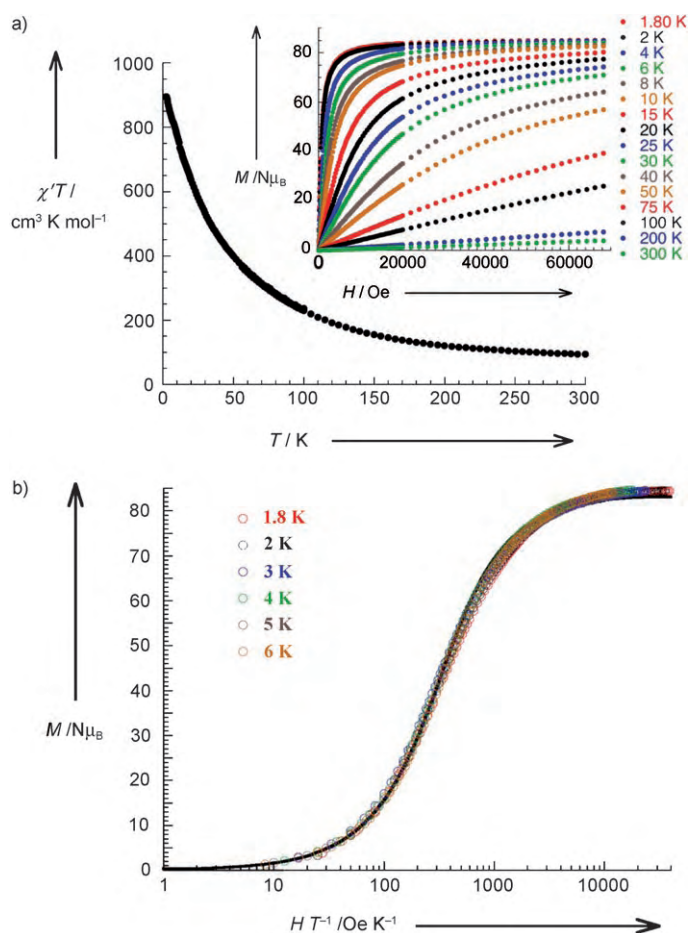 a)
χ'T /
cm³ K mol⁻¹
1000
800
600
400
200
0
0 50 100 150 200 250 300
T / K
M / Nμ_B
80
60
40
20
0
0 20000 40000 60000
H / Oe
1.80 K
2 K
4 K
6 K
8 K
10 K
15 K
20 K
25 K
30 K
40 K
50 K
75 K
100 K
200 K
300 K
b)
M /Nμ_B
80
70
60
50
40
30
20
10
0
1.8 K
2 K
3 K
4 K
5 K
6 K
1 10 100 1000 10000
H T⁻¹ /Oe K⁻¹